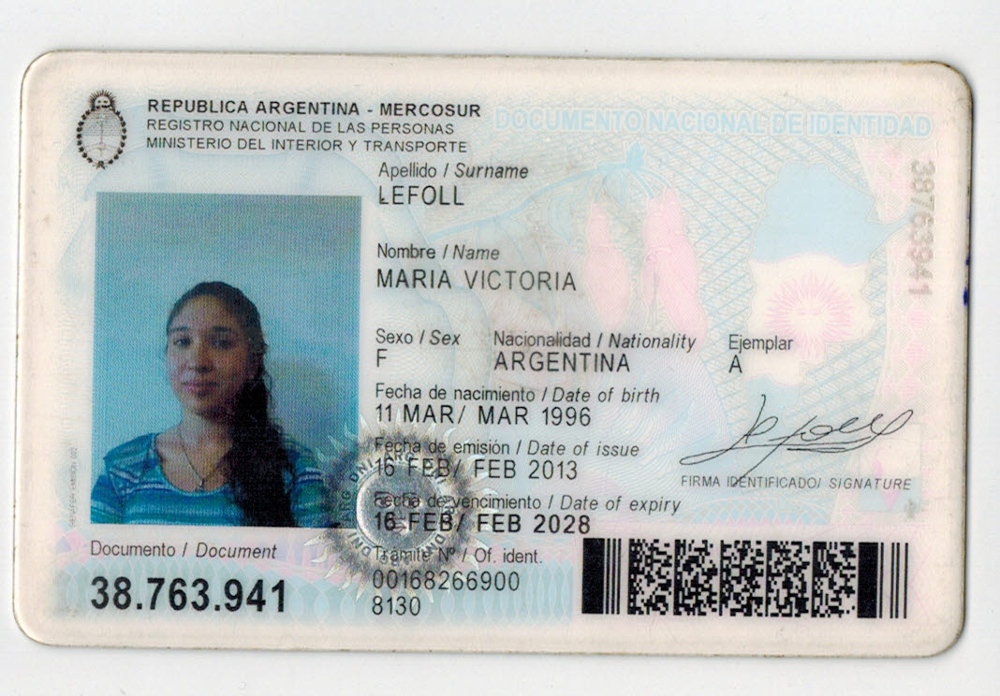 REPUBLICA ARGENTINA - MERCOSUR
REGISTRO NACIONAL DE LAS PERSONAS
MINISTERIO DEL INTERIOR Y TRANSPORTE
DOCUMENTO NACIONAL DE IDENTIDAD
Apellido / Surname
LEFOLL
Nombre / Name
MARIA VICTORIA
Sexo / Sex Nacionalidad / Nationality Ejemplar
F ARGENTINA A
Fecha de nacimiento / Date of birth
11 MAR/ MAR 1996
Fecha de emisión / Date of issue
16 FEB/ FEB 2013
Fecha de vencimiento / Date of expiry
16 FEB/ FEB 2028
FIRMA IDENTIFICADO/ SIGNATURE
Documento / Document
38.763.941
Tramite Nº / Of. ident.
00168266900
8130
38763941